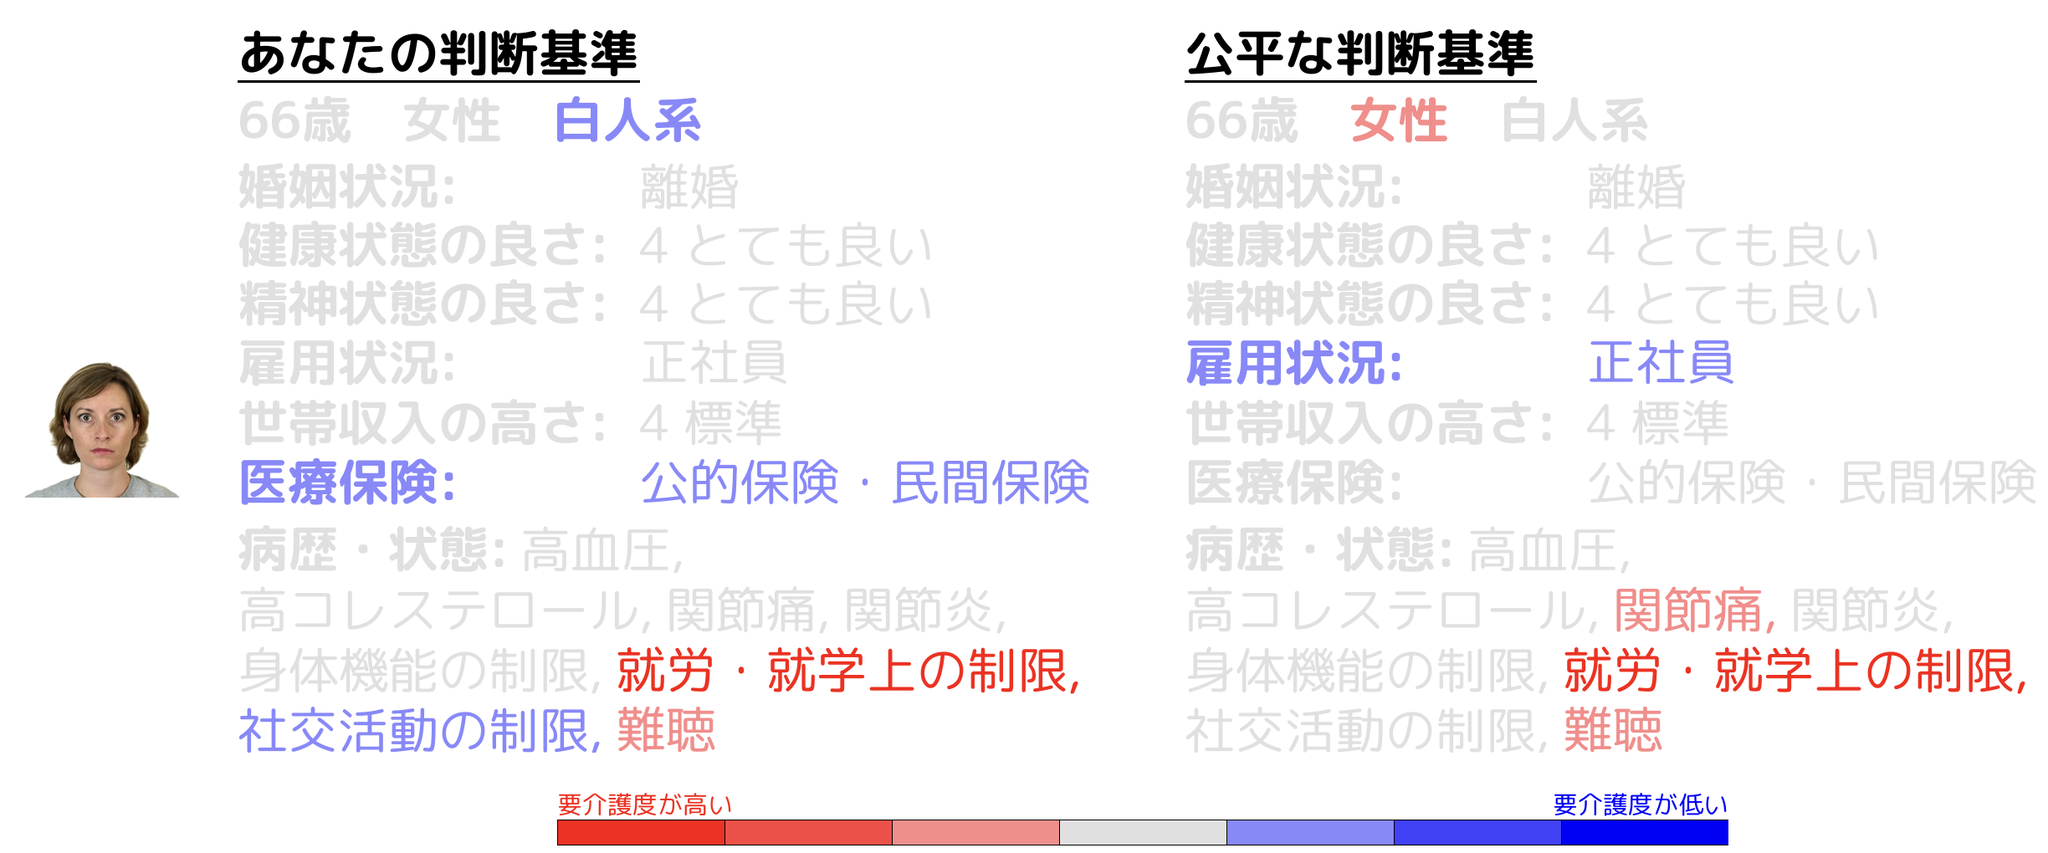 あなたの判断基準
66歳 女性 白人系
婚姻状況: 離婚
健康状態の良さ: 4 とても良い
精神状態の良さ: 4 とても良い
雇用状況: 正社員
世帯収入の高さ: 4 標準
医療保険: 公的保険・民間保険
病歴・状態: 高血圧,
高コレステロール, 関節痛, 関節炎,
身体機能の制限, 就労・就学上の制限,
社交活動の制限, 難聴
公平な判断基準
66歳 女性 白人系
婚姻状況: 離婚
健康状態の良さ: 4 とても良い
精神状態の良さ: 4 とても良い
雇用状況: 正社員
世帯収入の高さ: 4 標準
医療保険: 公的保険・民間保険
病歴・状態: 高血圧,
高コレステロール, 関節痛, 関節炎,
身体機能の制限, 就労・就学上の制限,
社交活動の制限, 難聴
要介護度が高い
要介護度が低い